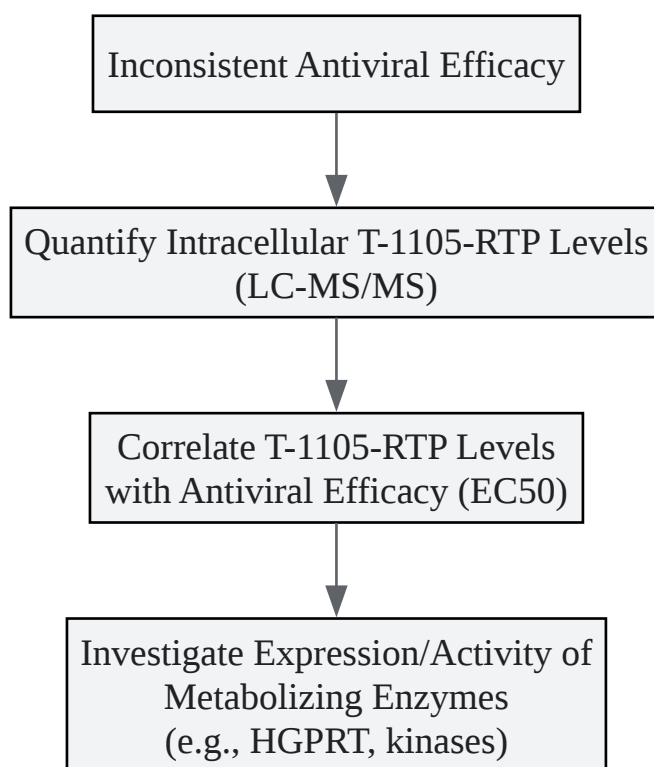 Inconsistent Antiviral Efficacy
Quantify Intracellular T-1105-RTP Levels
(LC-MS/MS)
Correlate T-1105-RTP Levels
with Antiviral Efficacy (EC50)
Investigate Expression/Activity of
Metabolizing Enzymes
(e.g., HGPRT, kinases)